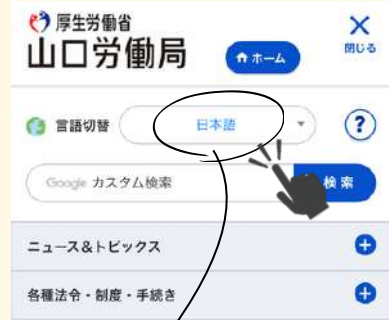 厚生労働省
山口労働局
ホーム
閉じる
言語切替
日本語
?
Google カスタム検索
検索
ニュース&トピックス
各種法令・制度・手続き